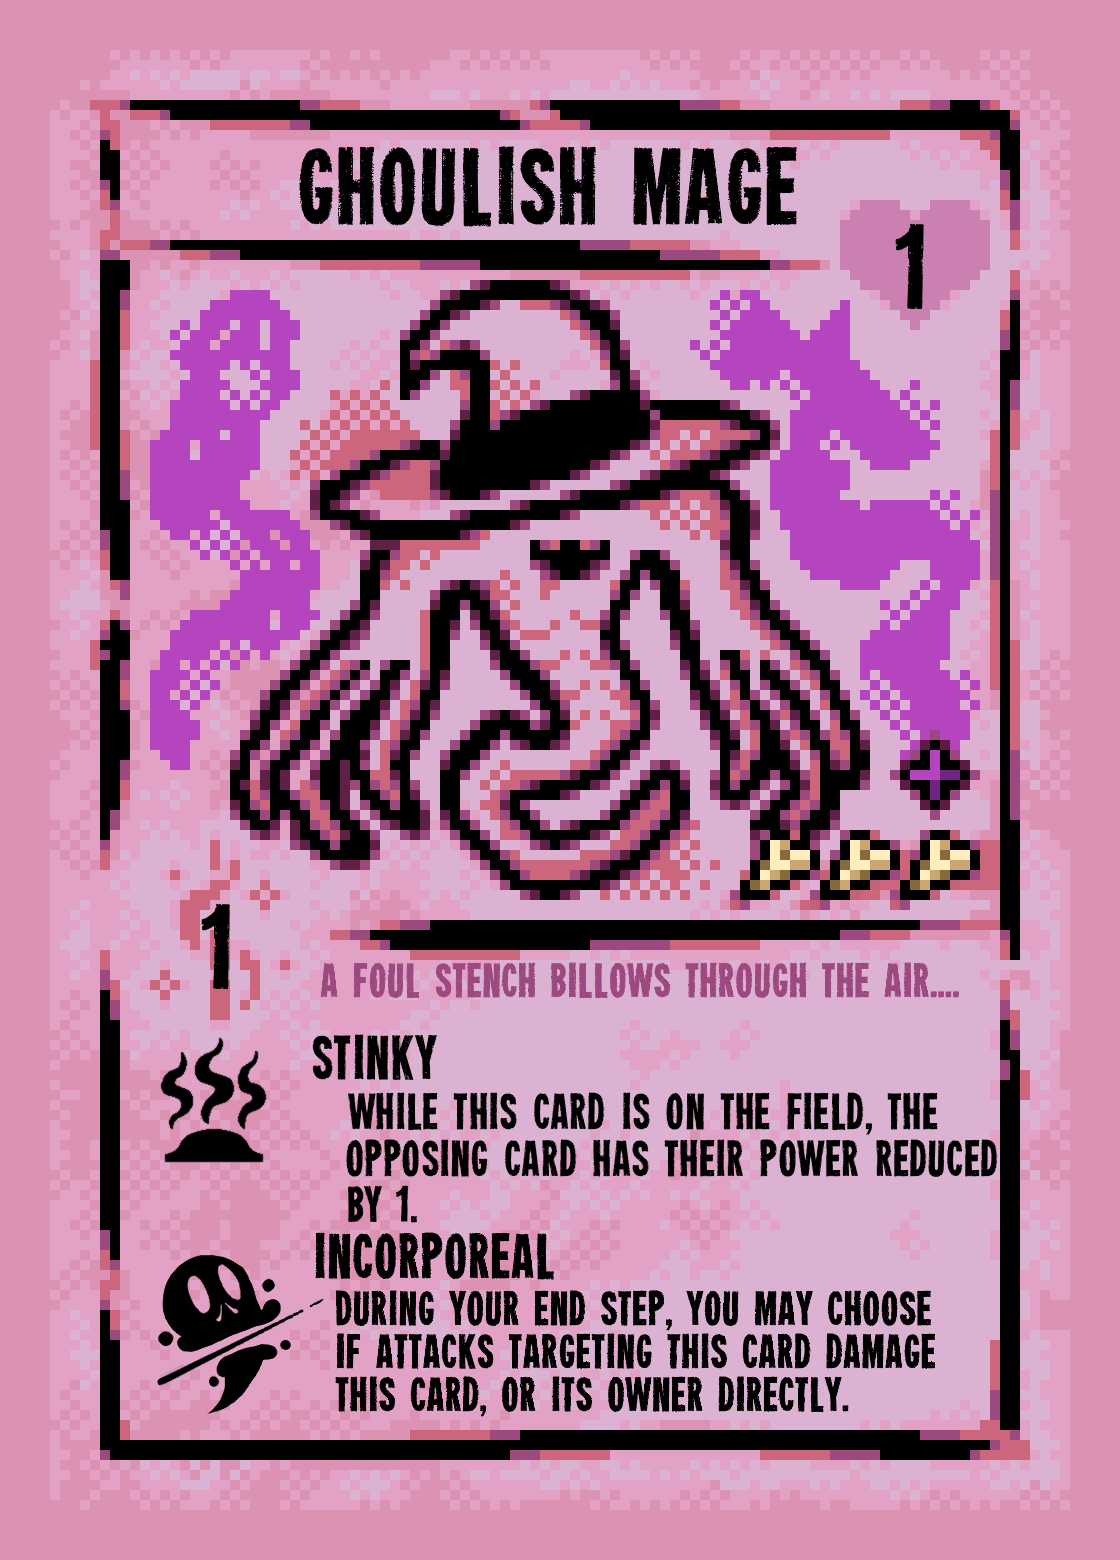 GHOULISH MAGE
1
1
A FOUL STENCH BILLOWS THROUGH THE AIR....
STINKY
WHILE THIS CARD IS ON THE FIELD, THE
OPPOSING CARD HAS THEIR POWER REDUCED
BY 1.
INCORPOREAL
DURING YOUR END STEP, YOU MAY CHOOSE
IF ATTACKS TARGETING THIS CARD DAMAGE
THIS CARD, OR ITS OWNER DIRECTLY.